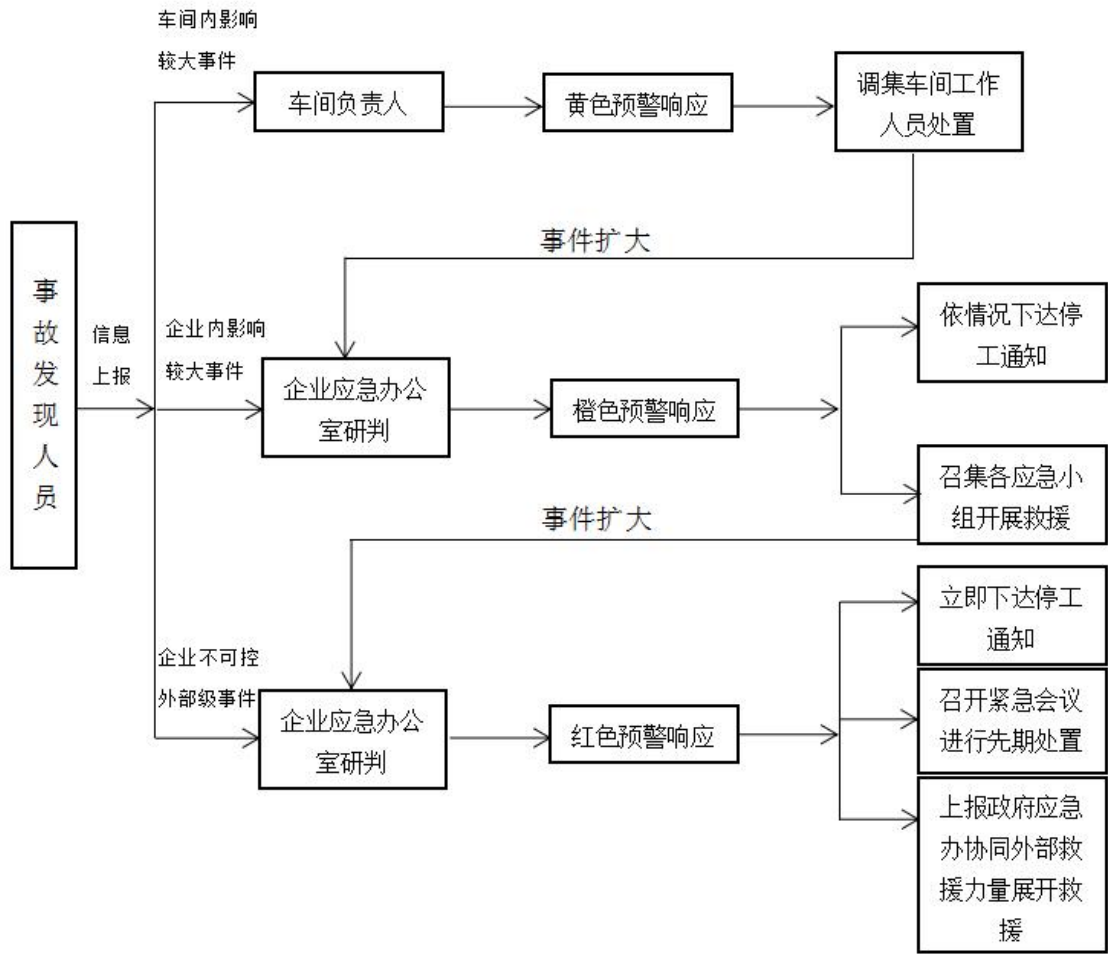 车间内影响
较大事件
车间负责人
黄色预警响应
调集车间工作
人员处置
事件扩大
事故发现人员
信息
上报
企业内影响
较大事件
企业应急办公
室研判
橙色预警响应
依情况下达停
工通知
召集各应急小
组开展救援
事件扩大
企业不可控
外部级事件
企业应急办公
室研判
红色预警响应
立即下达停工
通知
召开紧急会议
进行先期处置
上报政府应急
办协同外部救
援力量展开救
援